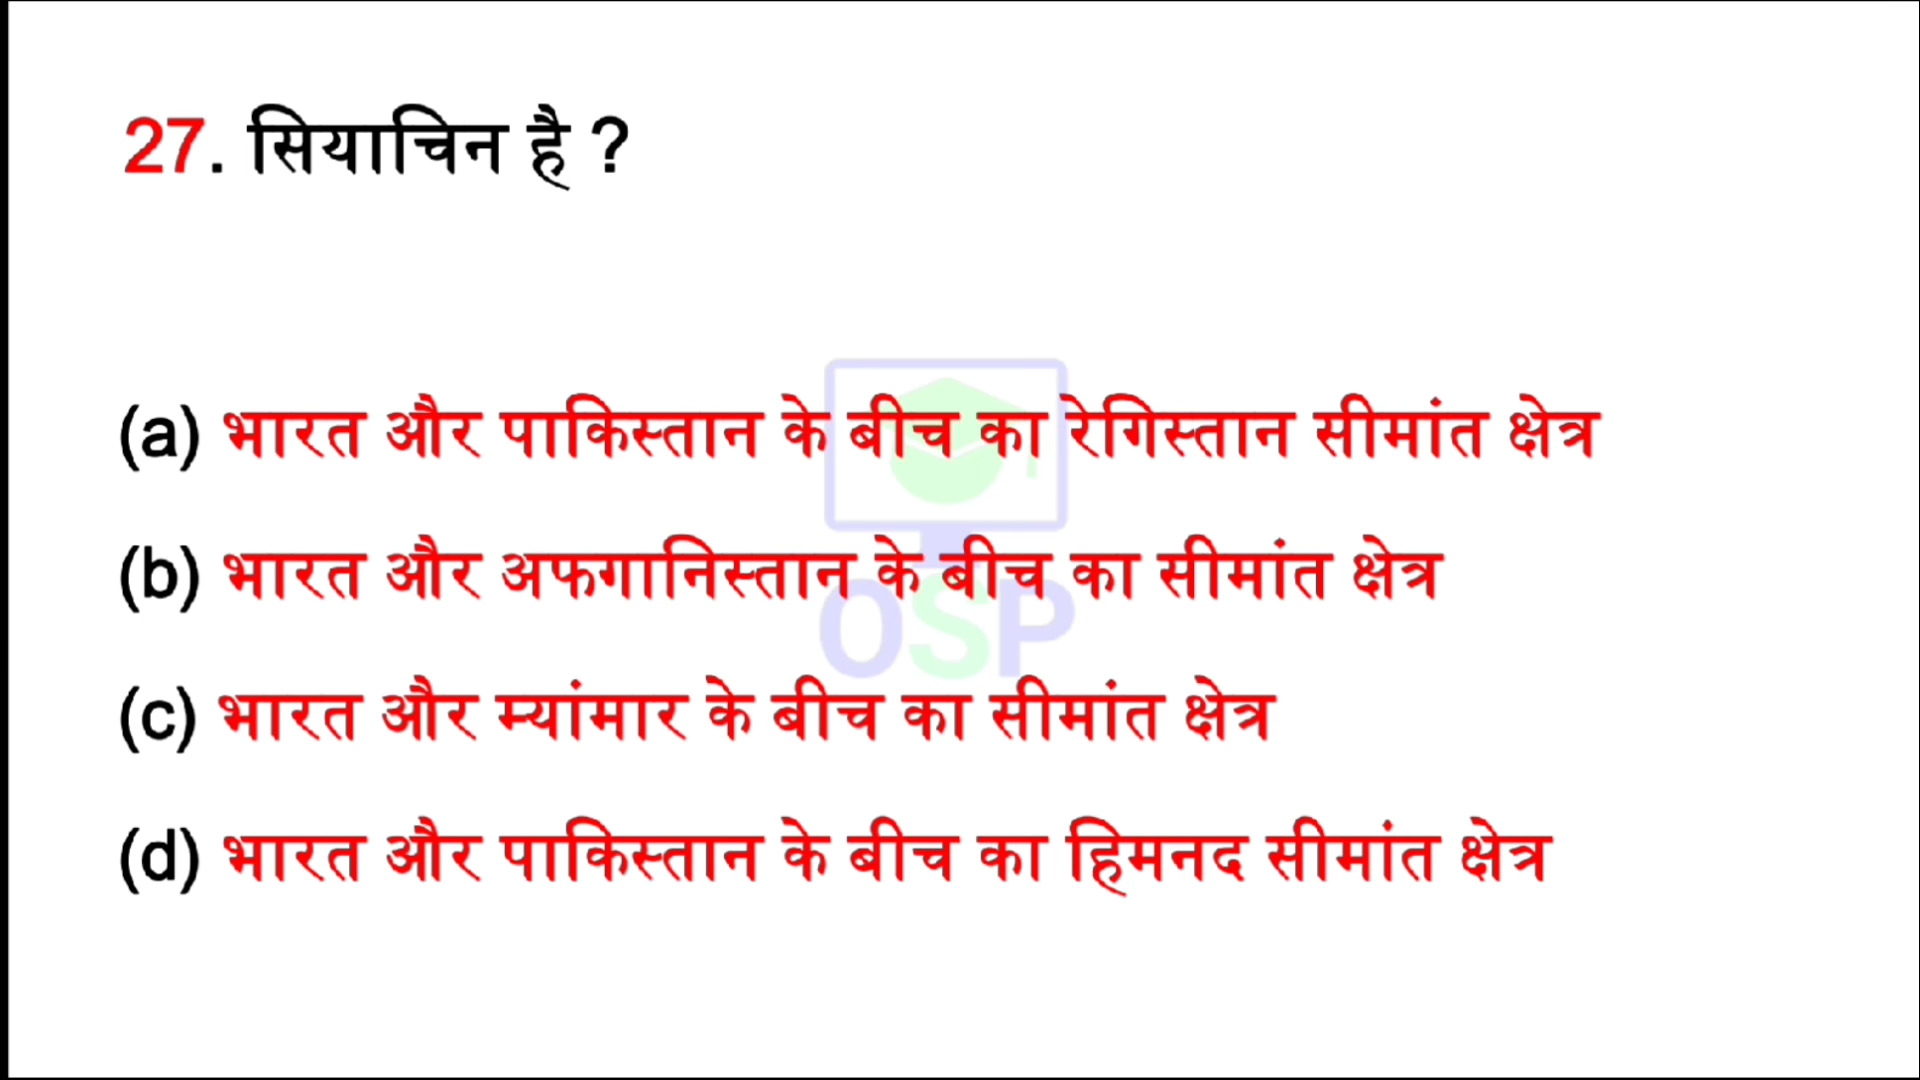 27. सियाचिन है ?
(a) भारत और पाकिस्तान के बीच का रेगिस्तान सीमांत क्षेत्र
(b) भारत और अफगानिस्तान के बीच का सीमांत क्षेत्र
OSP
(c) भारत और म्यांमार के बीच का सीमांत क्षेत्र
(d) भारत और पाकिस्तान के बीच का हिमनद सीमांत क्षेत्र